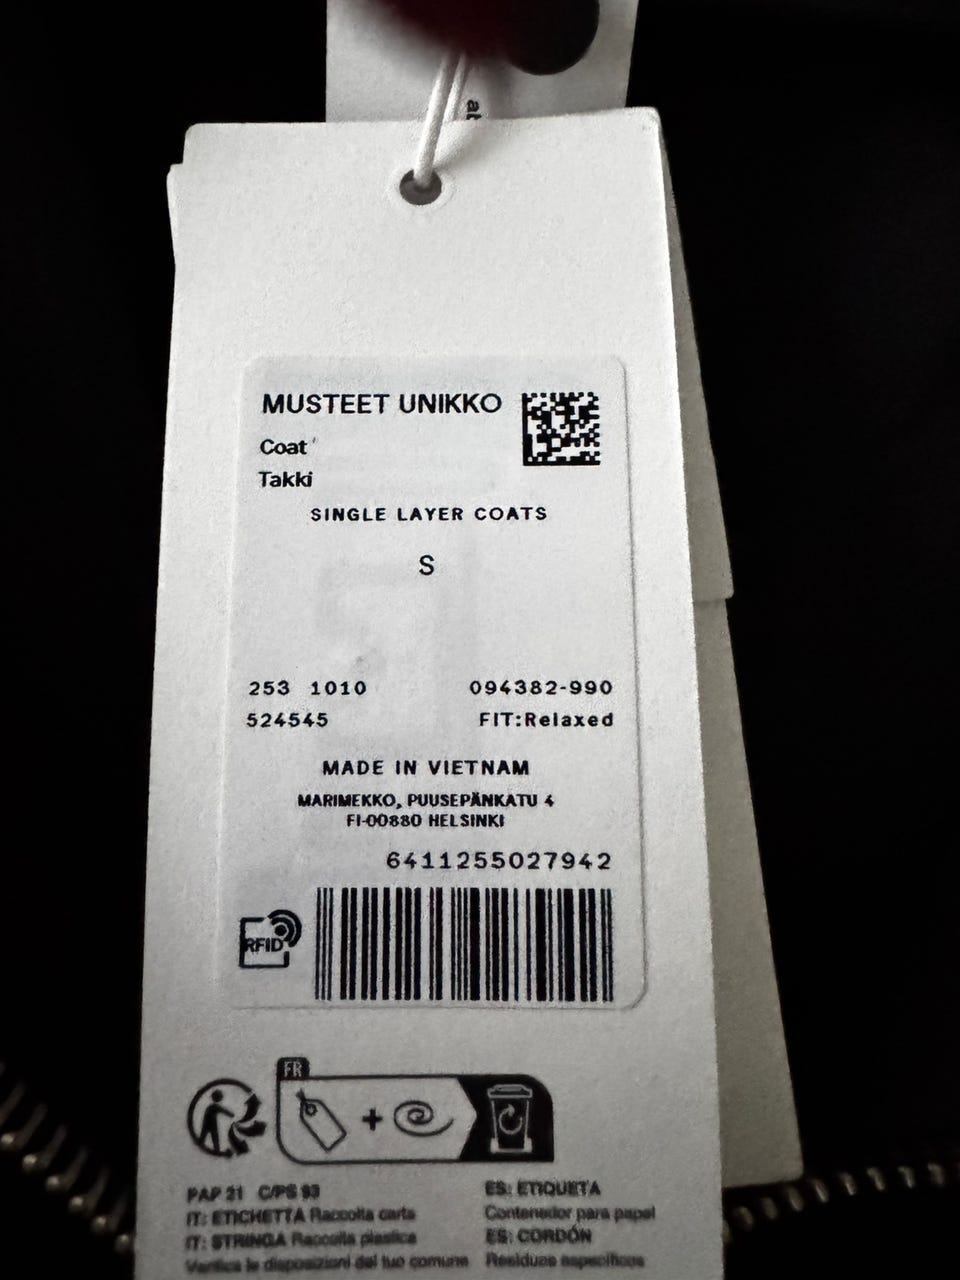 MUSTEET UNIKKO
Coat
Takki
SINGLE LAYER COATS
S
253 1010 094382-990
524545 FIT:Relaxed
MADE IN VIETNAM
MARIMEKKO, PUUSEPÄNKATU 4
FI-00880 HELSINKI
6411255027942
RFID
FR
+
PAP 21 C/PS 93
IT: ETICHETTA Raccolta carta
IT: STRINGA Raccolta plastica
Verifica le disposizioni del tuo comune
ES: ETIQUETA
Contenedor para papel
ES: CORDÓN
Residuos específicos